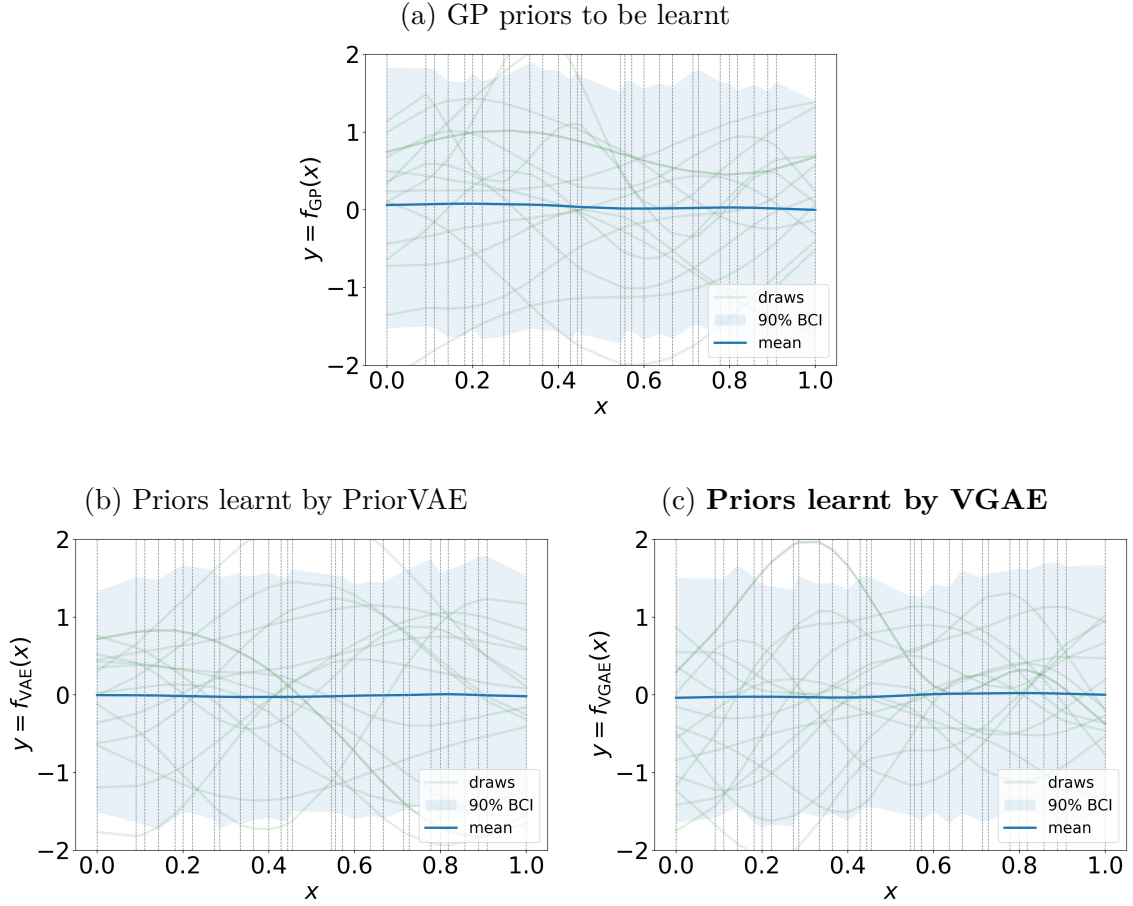 (a) GP priors to be learnt
y = f_GP(x)
2
1
0
−1
−2
draws
90% BCI
mean
0.0 0.2 0.4 0.6 0.8 1.0
x
(b) Priors learnt by PriorVAE
y = f_VAE(x)
2
1
0
−1
−2
draws
90% BCI
mean
0.0 0.2 0.4 0.6 0.8 1.0
x
(c) Priors learnt by VGAE
y = f_VGAE(x)
2
1
0
−1
−2
draws
90% BCI
mean
0.0 0.2 0.4 0.6 0.8 1.0
x